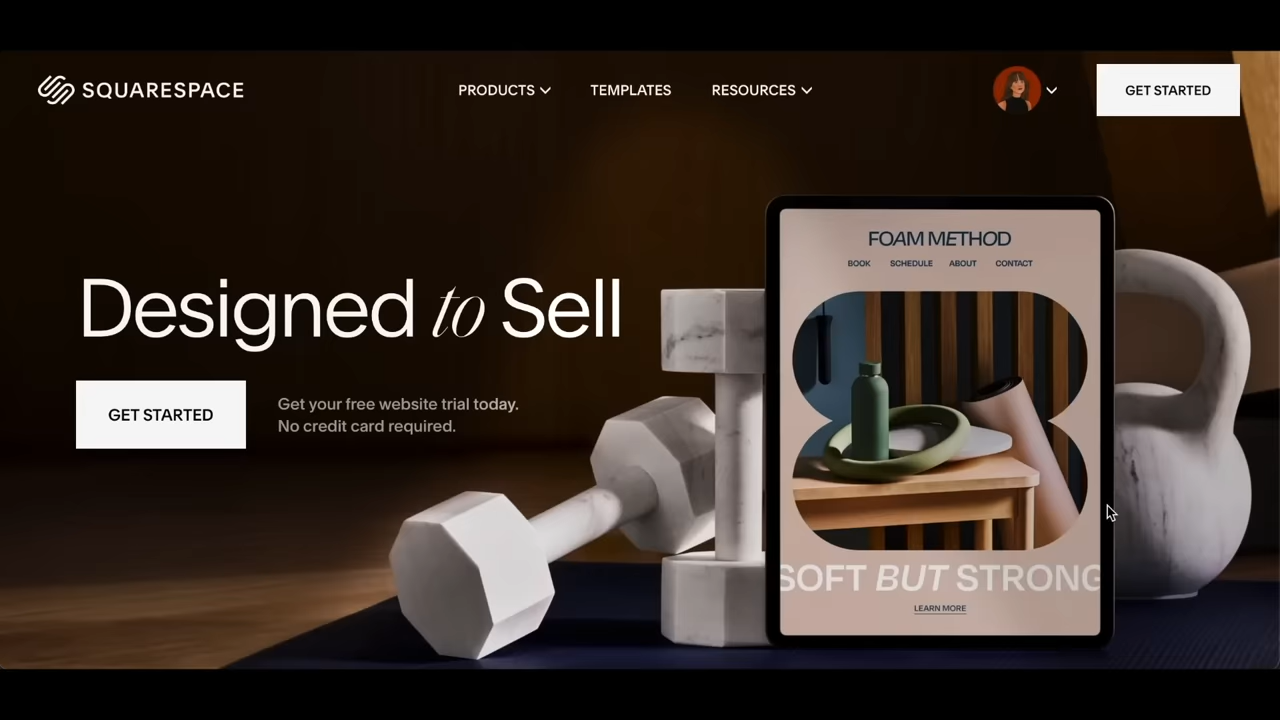 SQUARESPACE
PRODUCTS
TEMPLATES
RESOURCES
GET STARTED
Designed to Sell
GET STARTED
Get your free website trial today.
No credit card required.
FOAM METHOD
BOOK SCHEDULE ABOUT CONTACT
SOFT BUT STRONG
LEARN MORE